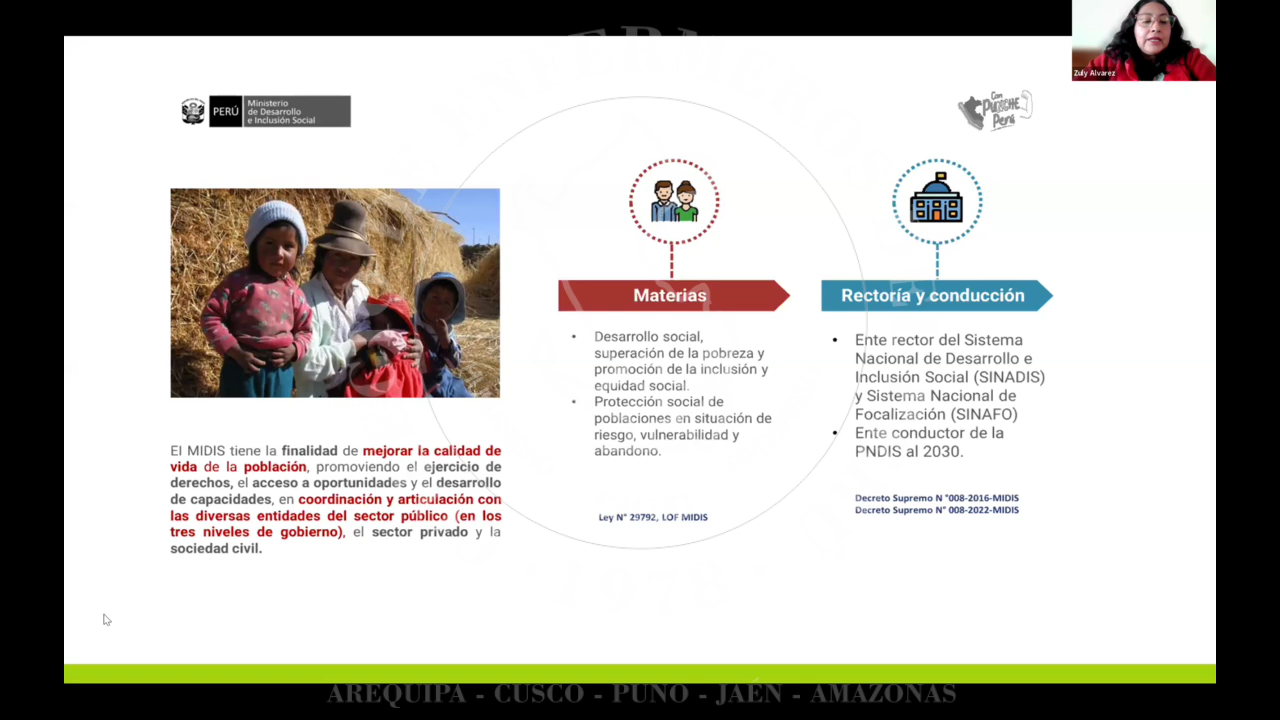 Zuly Alvarez
PERÚ
Ministerio
de Desarrollo
e Inclusión Social
Con
PUNCHE
Perú
El MIDIS tiene la finalidad de mejorar la calidad de
vida de la población, promoviendo el ejercicio de
derechos, el acceso a oportunidades y el desarrollo
de capacidades, en coordinación y articulación con
las diversas entidades del sector público (en los
tres niveles de gobierno), el sector privado y la
sociedad civil.
Materias
• Desarrollo social,
superación de la pobreza y
promoción de la inclusión y
equidad social.
• Protección social de
poblaciones en situación de
riesgo, vulnerabilidad y
abandono.
Ley N° 29792, LOF MIDIS
Rectoría y conducción
• Ente rector del Sistema
Nacional de Desarrollo e
Inclusión Social (SINADIS)
y Sistema Nacional de
Focalización (SINAFO)
• Ente conductor de la
PNDIS al 2030.
Decreto Supremo N °008-2016-MIDIS
Decreto Supremo N° 008-2022-MIDIS
1978
AREQUIPA - CUSCO - PUNO - JAÉN - AMAZONAS